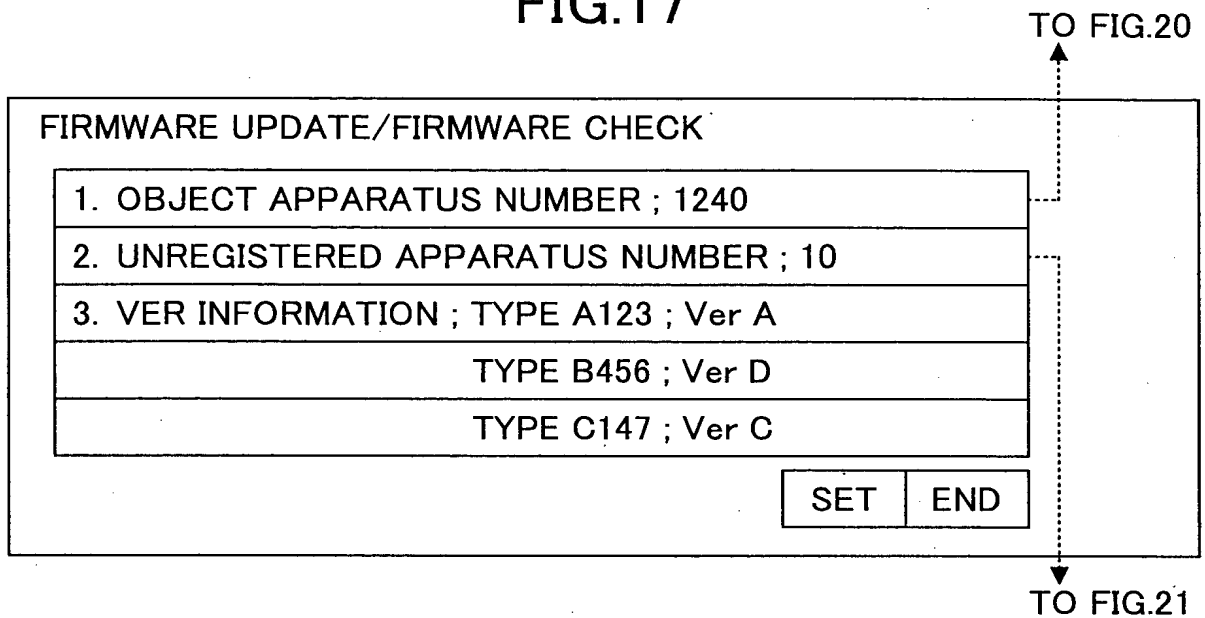 FIG.17
TO FIG.20
FIRMWARE UPDATE/FIRMWARE CHECK
1. OBJECT APPARATUS NUMBER ; 1240
2. UNREGISTERED APPARATUS NUMBER ; 10
3. VER INFORMATION ; TYPE A123 ; Ver A
TYPE B456 ; Ver D
TYPE C147 ; Ver C
SET END
TO FIG.21